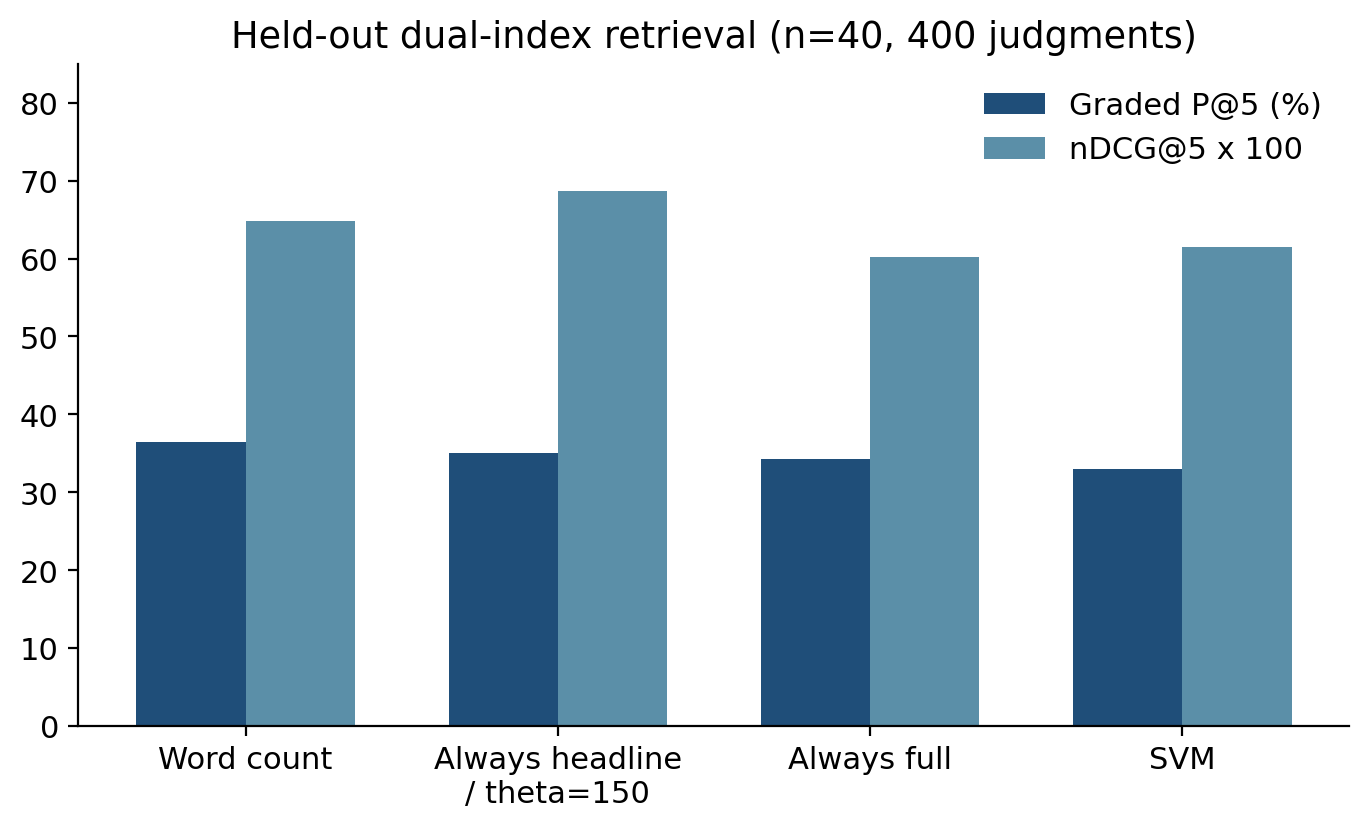 Held-out dual-index retrieval (n=40, 400 judgments)
Graded P@5 (%)
nDCG@5 x 100
80
70
60
50
40
30
20
10
0
Word count
Always headline
/ theta=150
Always full
SVM